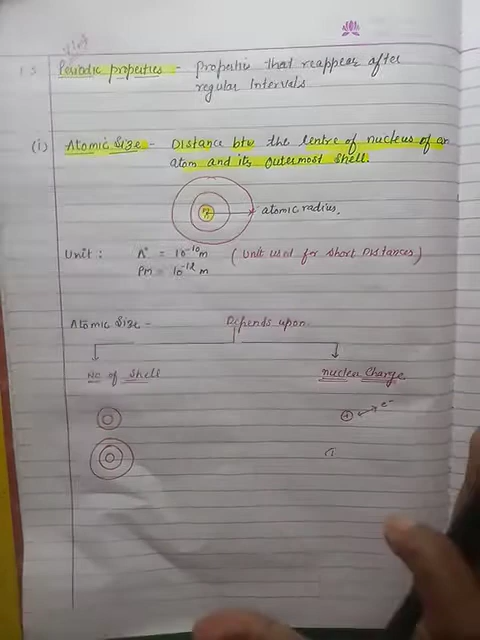 Periodic properties - Properties that reappear after
regular Intervals
(i) Atomic Size - Distance btw the centre of nucleus of an
atom and its outermost shell.
atomic radius.
Unit : A° = 10⁻¹⁰m (Unit used for short Distances)
Pm = 10⁻¹²m
Atomic Size - Depends upon
No of Shell
nuclear Charge
+ e⁻